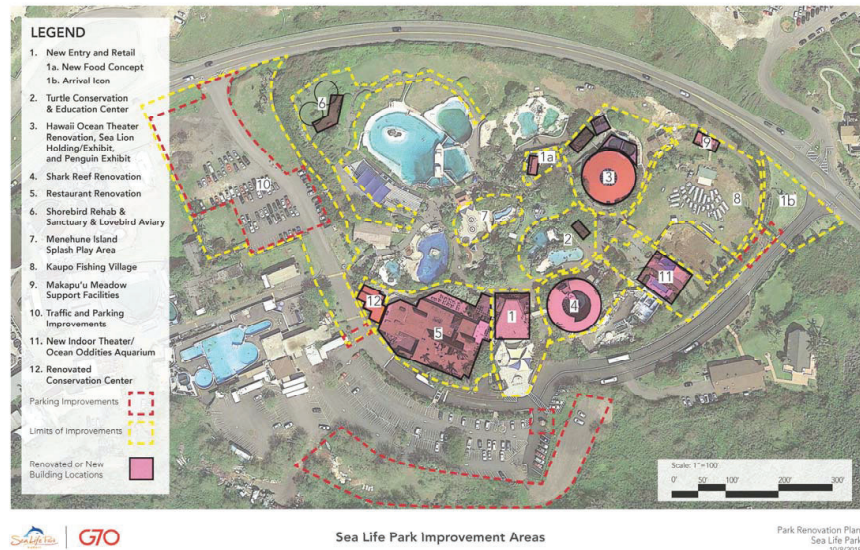 LEGEND
1. New Entry and Retail
1a. New Food Concept
1b. Arrival Icon
2. Turtle Conservation
& Education Center
3. Hawaii Ocean Theater
Renovation, Sea Lion
Holding/Exhibit,
and Penguin Exhibit
4. Shark Reef Renovation
5. Restaurant Renovation
6. Shorebird Rehab &
Sanctuary & Lovebird Aviary
7. Menehune Island
Splash Play Area
8. Kaupo Fishing Village
9. Makapu'u Meadow
Support Facilities
10. Traffic and Parking
Improvements
11. New Indoor Theater/
Ocean Oddities Aquarium
12. Renovated
Conservation Center
Parking Improvements
Limits of Improvements
Renovated or New
Building Locations
6
1a
9
3
10
8
1b
7
2
11
12
5
1
4
Scale: 1"=100'
0' 50' 100' 200' 300'
Sea Life Park
G70
Sea Life Park Improvement Areas
Park Renovation Plan
Sea Life Park